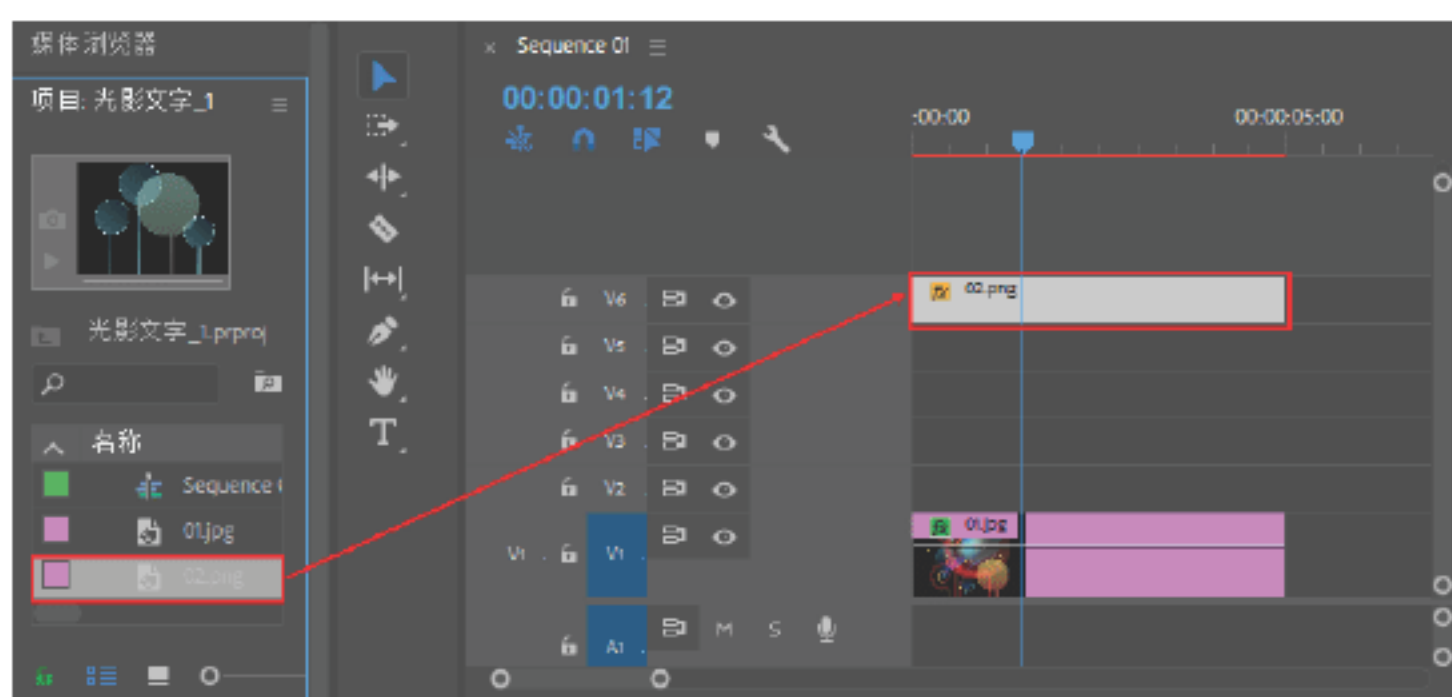 媒体浏览器
项目: 光影文字_1
光影文字_1.prproj
名称
Sequence
01.jpg
02.png
Sequence 01
00:00:01:12
:00:00
00:00:05:00
V6
02.png
V5
V4
V3
V2
V1
V1
01.jpg
A1
M
S
T